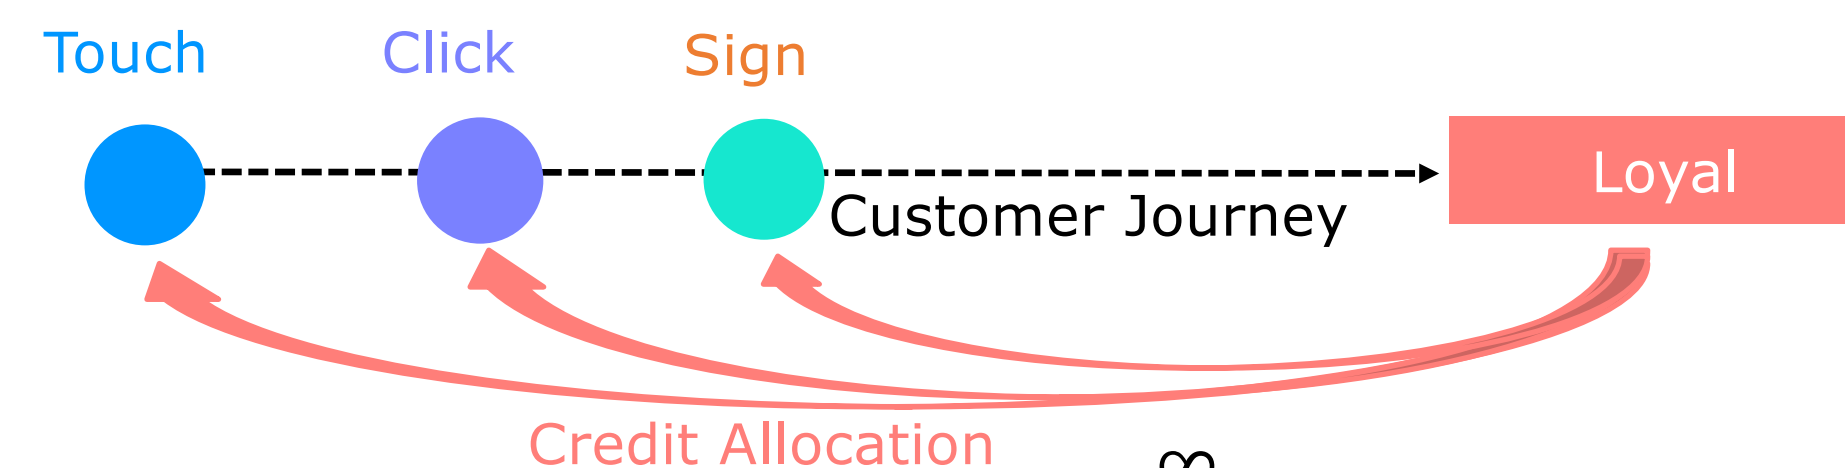 Touch
Click
Sign
Customer Journey
Loyal
Credit Allocation
∞